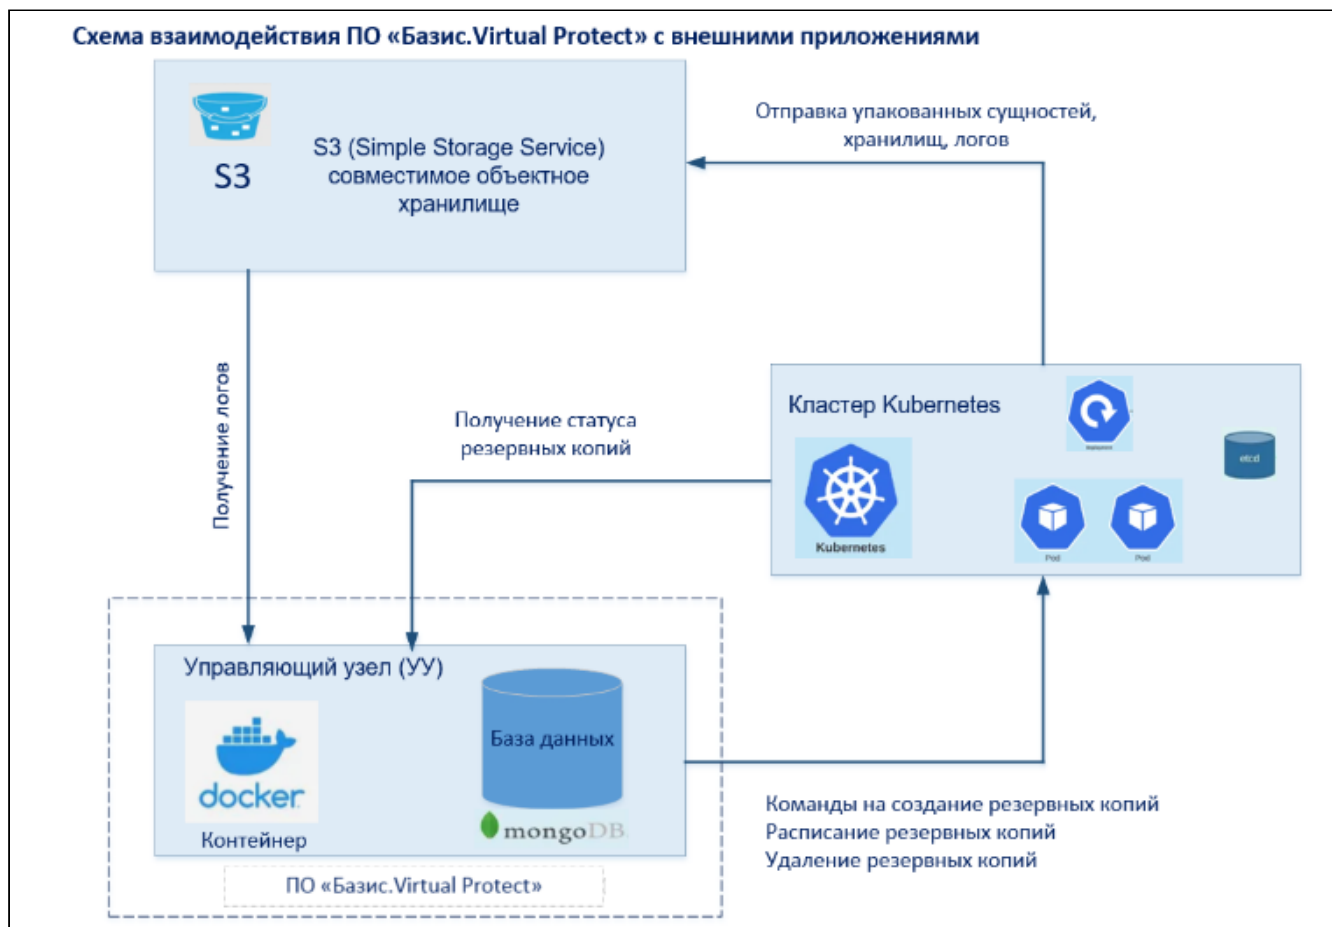 Схема взаимодействия ПО «Базис.Virtual Protect» с внешними приложениями
S3
S3 (Simple Storage Service)
совместимое объектное
хранилище
Отправка упакованных сущностей,
хранилищ, логов
Получение логов
Получение статуса
резервных копий
Кластер Kubernetes
etcd
Kubernetes
Pod
Pod
Управляющий узел (УУ)
docker
Контейнер
База данных
mongoDB
Команды на создание резервных копий
Расписание резервных копий
Удаление резервных копий
ПО «Базис.Virtual Protect»